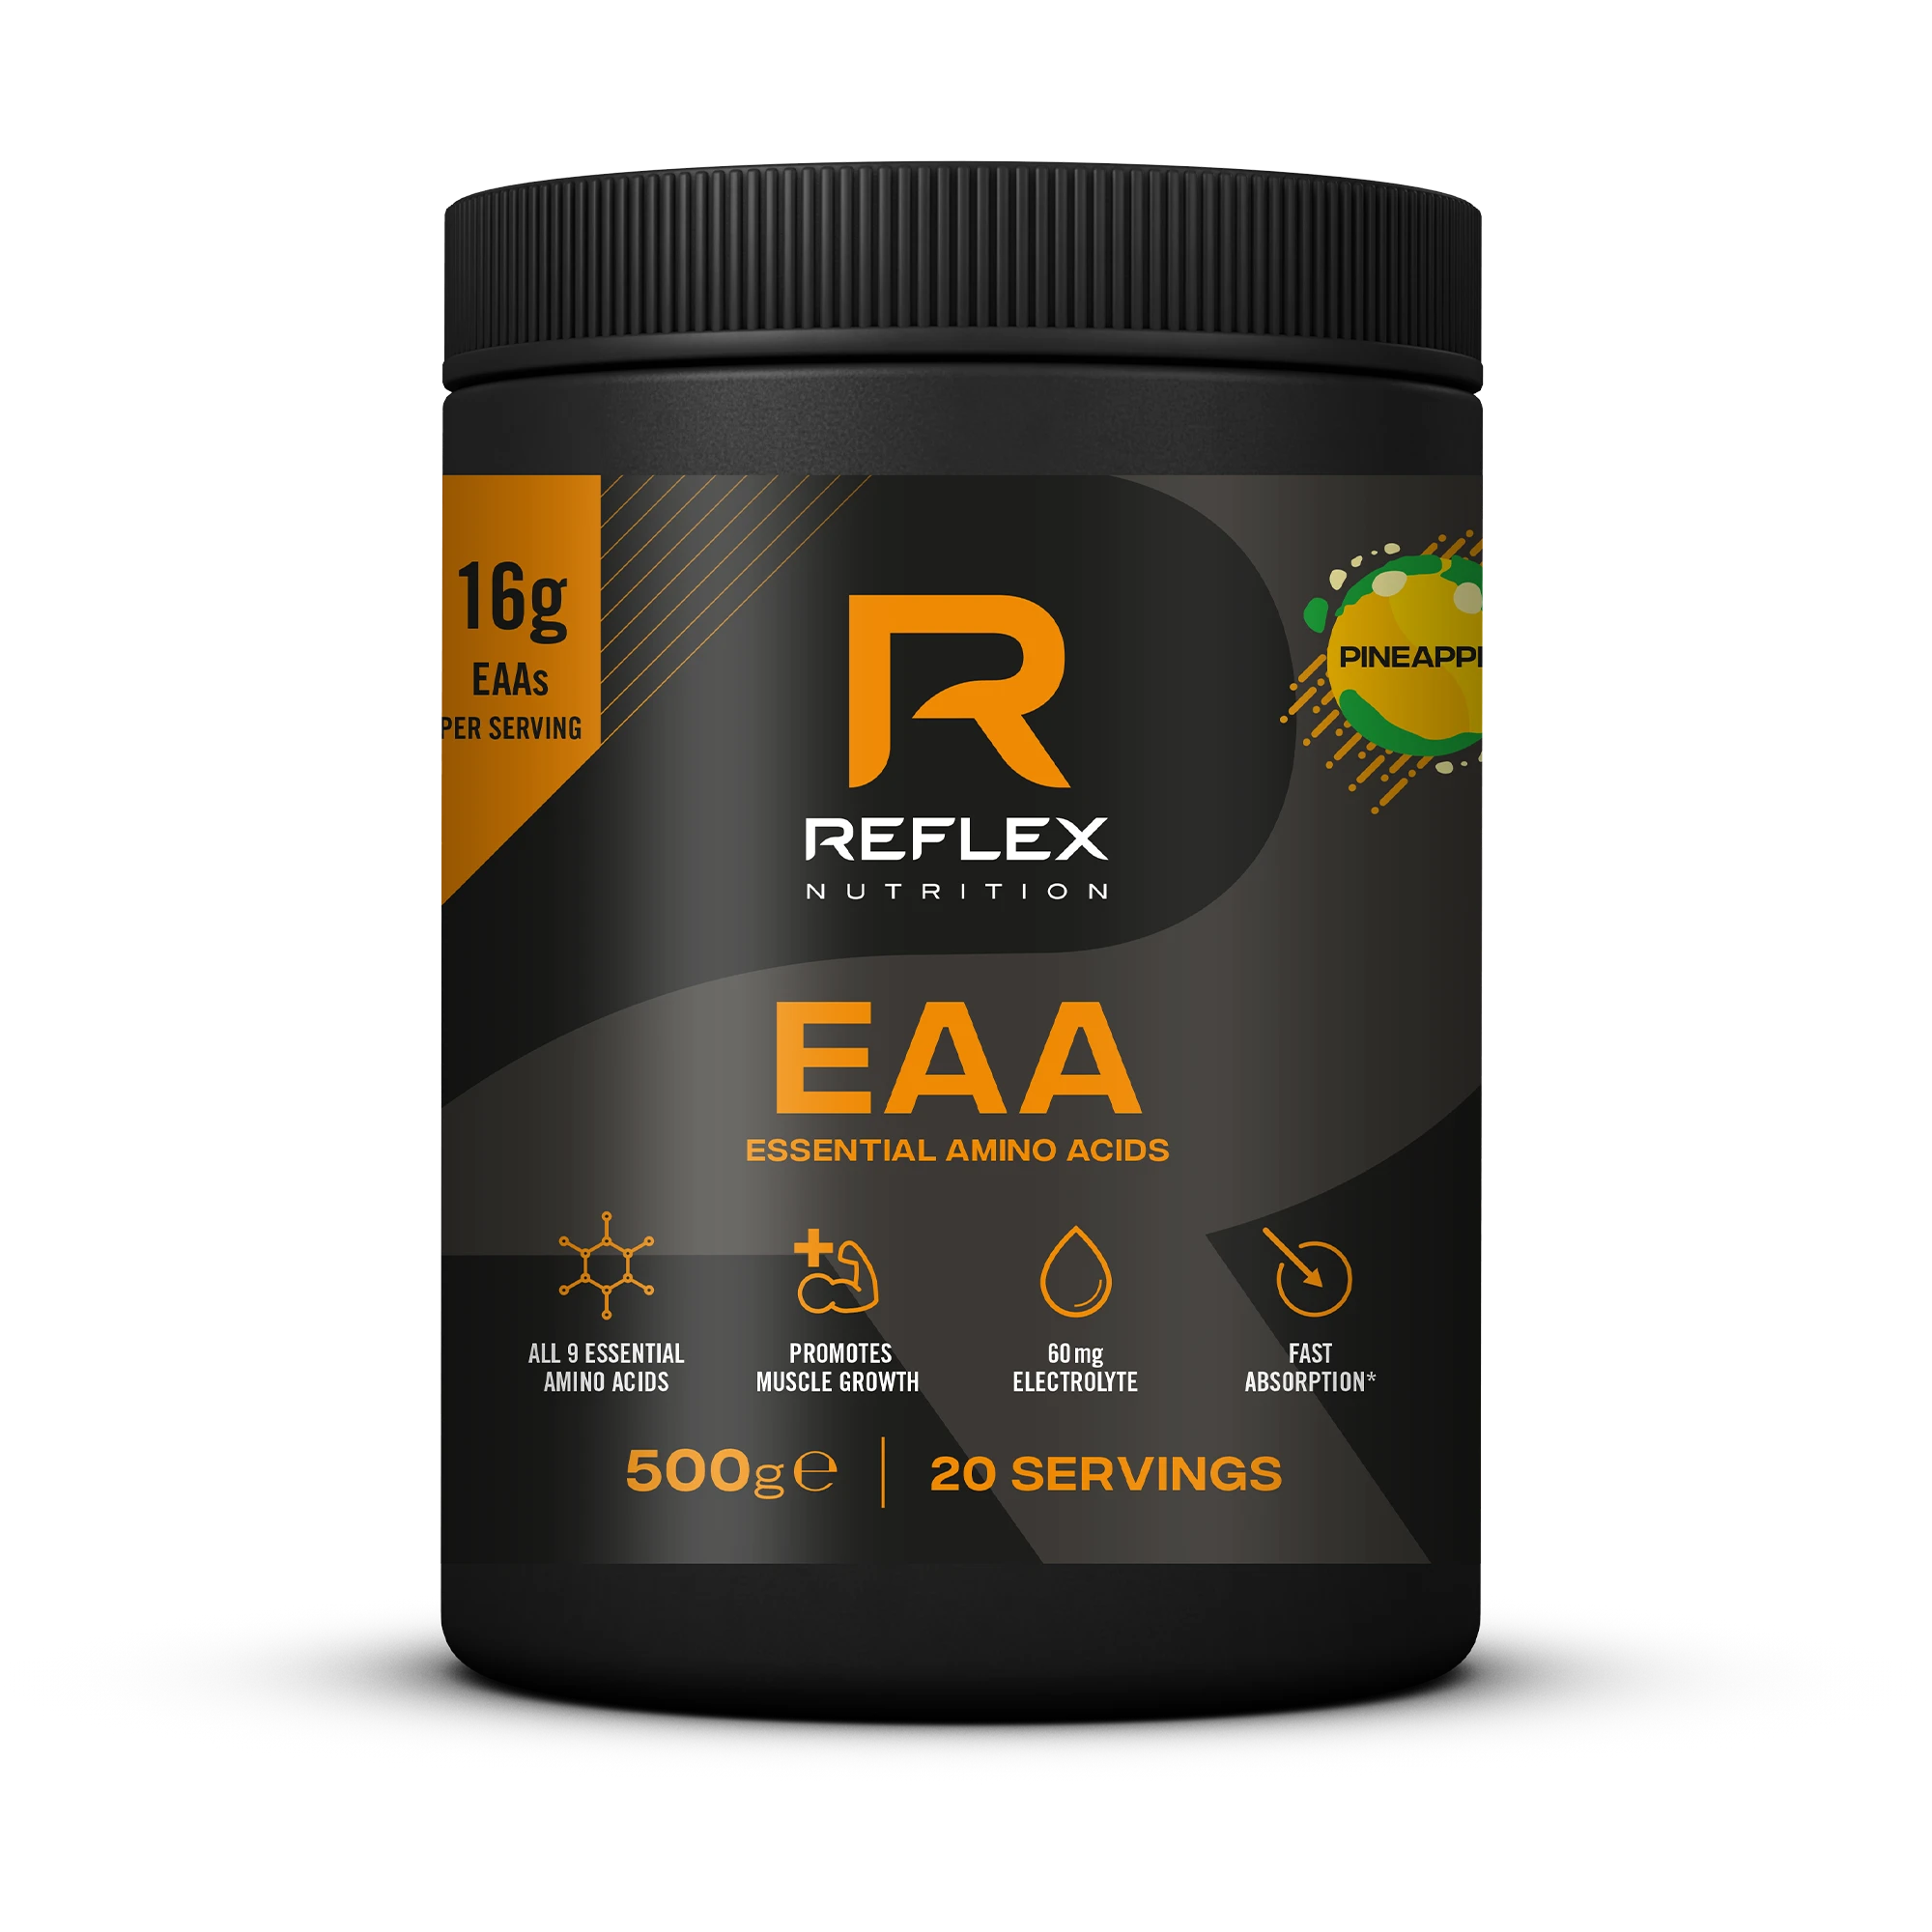 16g
EAAs
PER SERVING
PINEAPPL
REFLEX
NUTRITION
EAA
ESSENTIAL AMINO ACIDS
ALL 9 ESSENTIAL
AMINO ACIDS
PROMOTES
MUSCLE GROWTH
60mg
ELECTROLYTE
FAST
ABSORPTION*
500g℮
20 SERVINGS